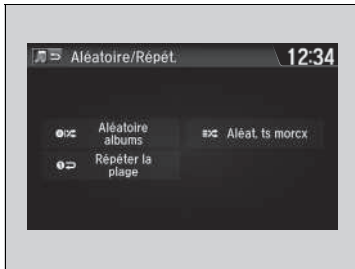 Aléatoire/Répét.
12:34
Aléatoire
albums
Aléat. ts morcx
Répéter la
plage